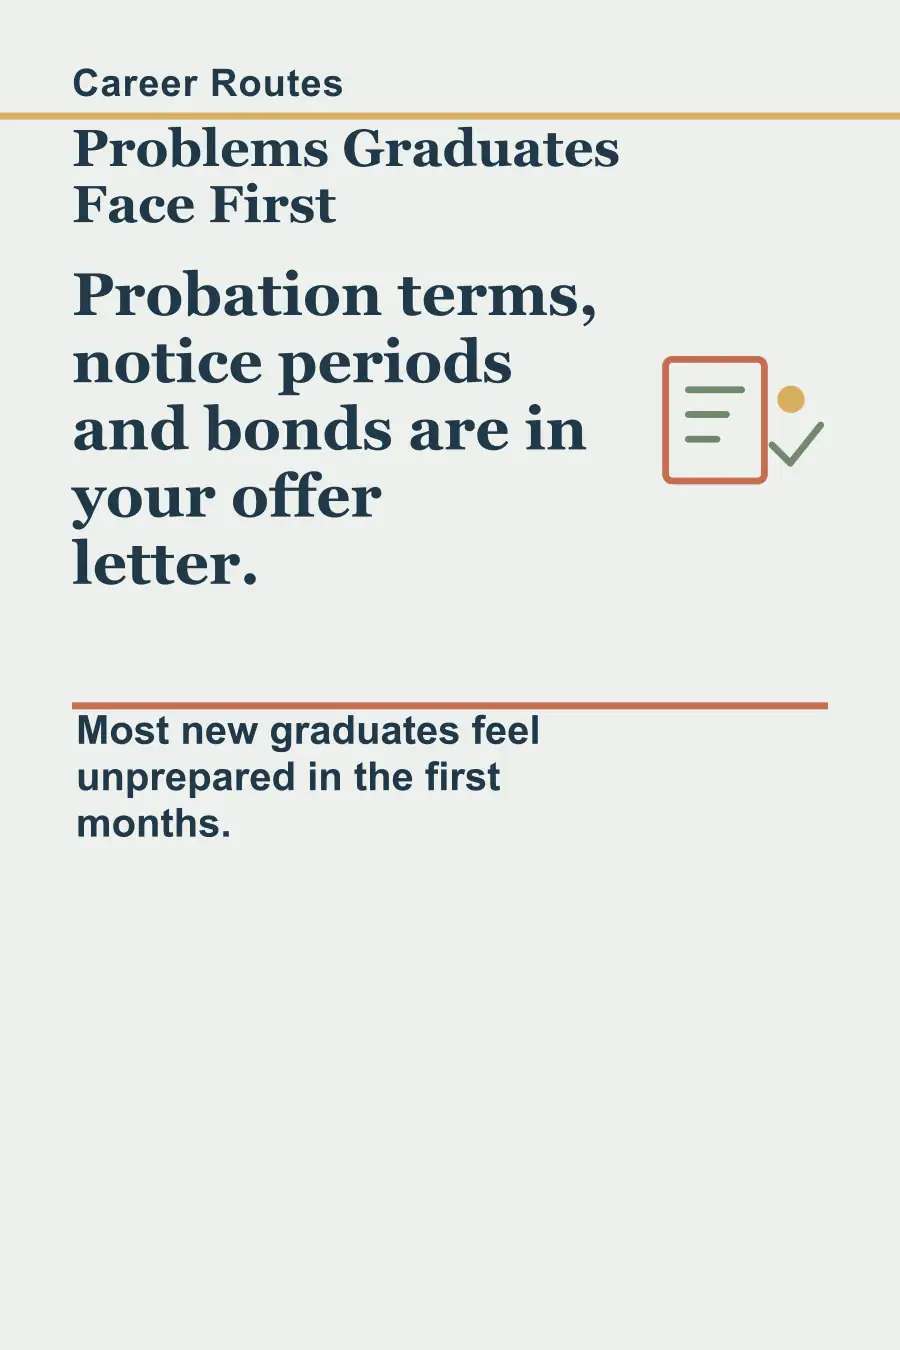 Career Routes
Problems Graduates
Face First
Probation terms,
notice periods
and bonds are in
your offer
letter.
Most new graduates feel
unprepared in the first
months.